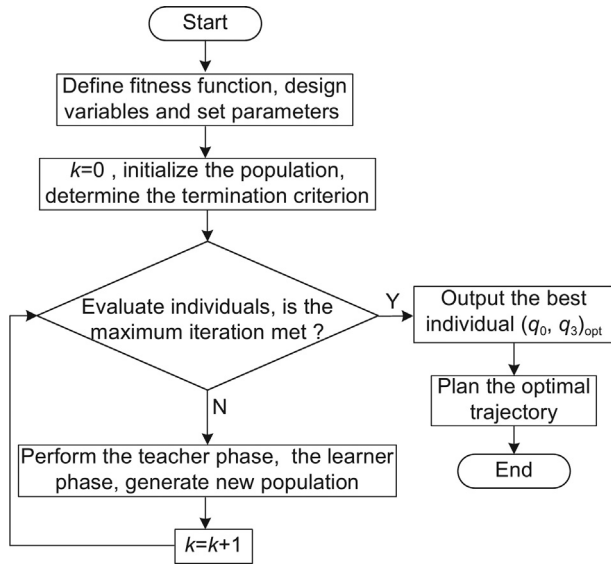 Start
Define fitness function, design
variables and set parameters
k=0 , initialize the population,
determine the termination criterion
Evaluate individuals, is the
maximum iteration met ?
Y
Output the best
individual (q₀, q₃)ₒₚₜ
Plan the optimal
trajectory
End
N
Perform the teacher phase,  the learner
phase, generate new population
k=k+1